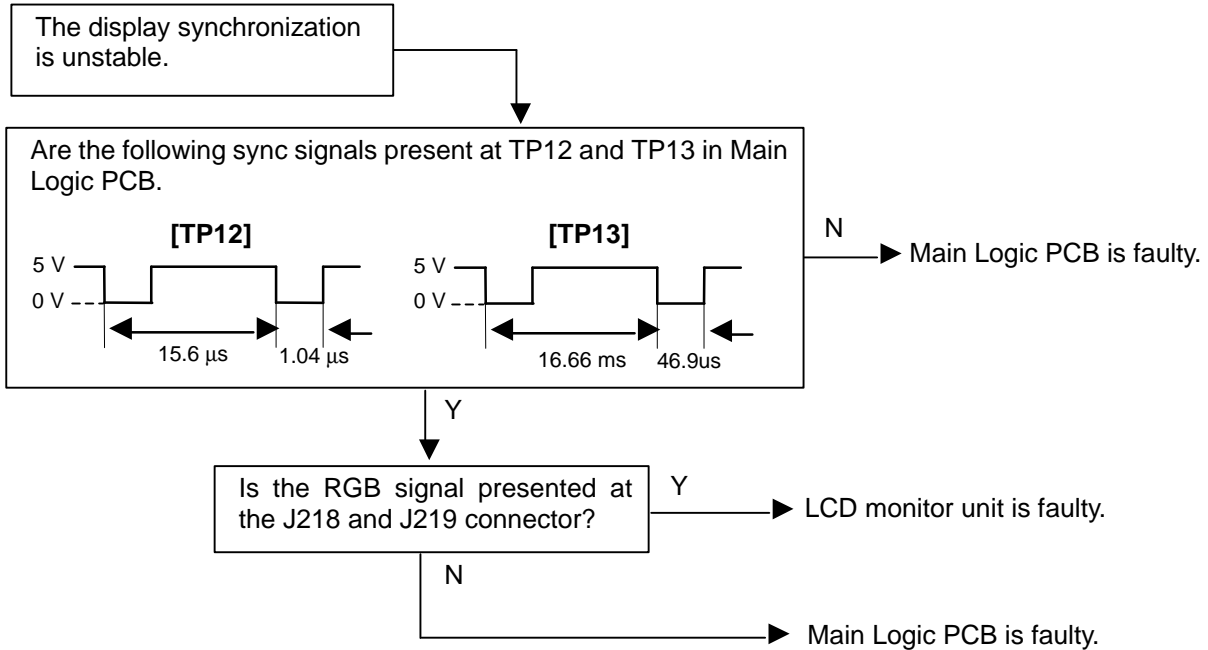 The display synchronization
is unstable.
Are the following sync signals present at TP12 and TP13 in Main
Logic PCB.
[TP12]
5 V
0 V
15.6 μs
1.04 μs
[TP13]
5 V
0 V
16.66 ms
46.9us
N
Main Logic PCB is faulty.
Y
Is the RGB signal presented at
the J218 and J219 connector?
Y
LCD monitor unit is faulty.
N
Main Logic PCB is faulty.